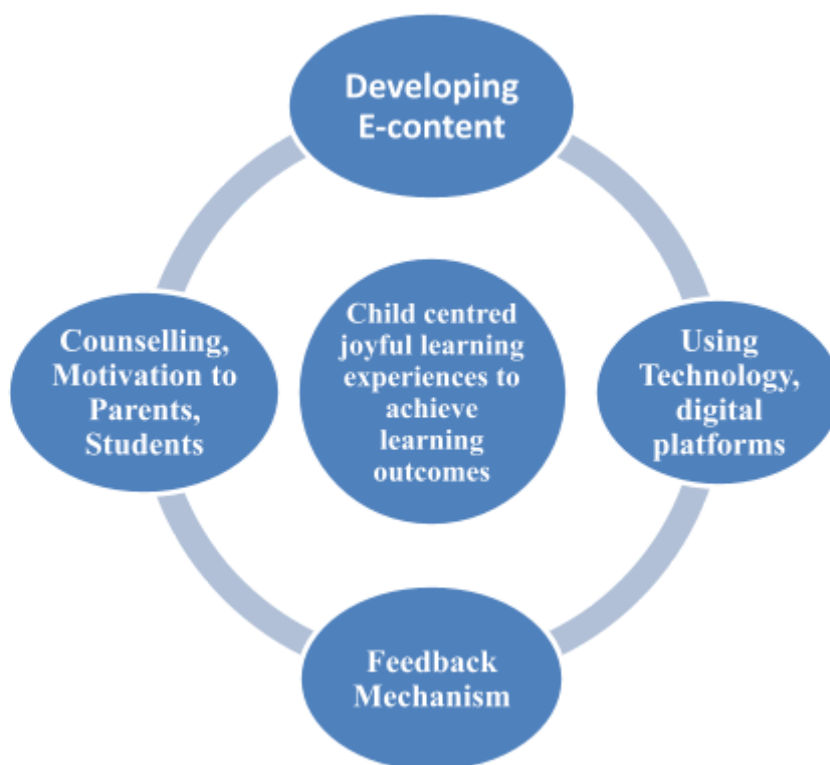 Developing
E-content
Counselling,
Motivation to
Parents,
Students
Child centred
joyful learning
experiences to
achieve
learning
outcomes
Using
Technology,
digital
platforms
Feedback
Mechanism